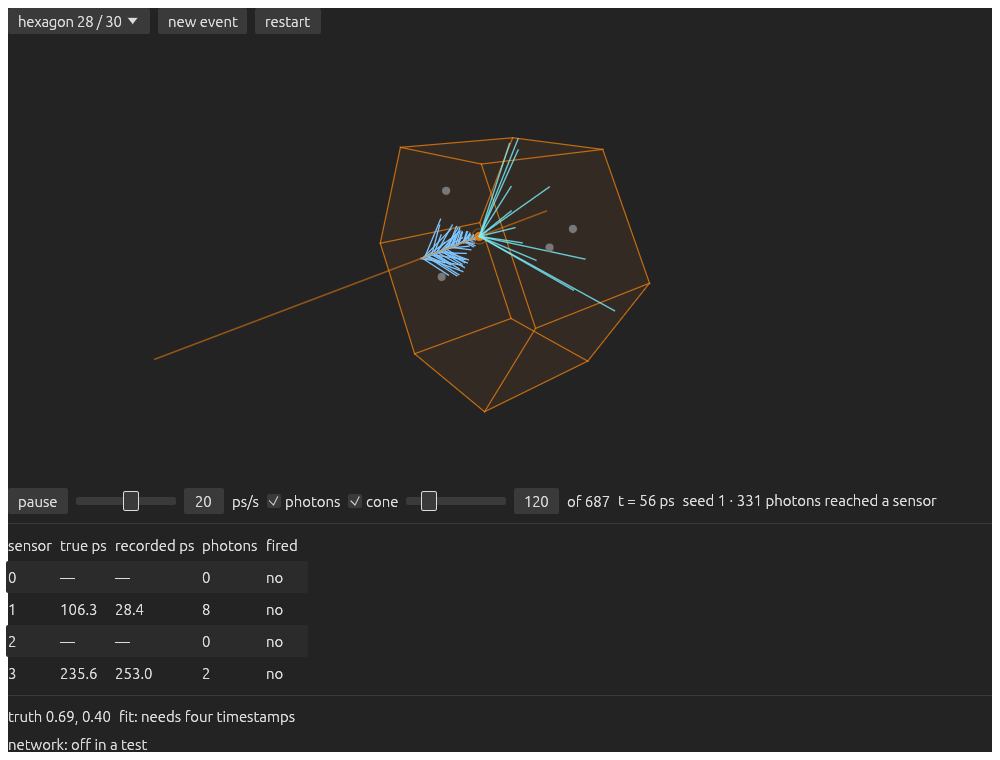 hexagon 28 / 30 new event restart
pause 20 ps/s photons cone 120 of 687 t = 56 ps seed 1 · 331 photons reached a sensor
sensor true ps recorded ps photons fired
0 — — 0 no
1 106.3 28.4 8 no
2 — — 0 no
3 235.6 253.0 2 no
truth 0.69, 0.40 fit: needs four timestamps
network: off in a test